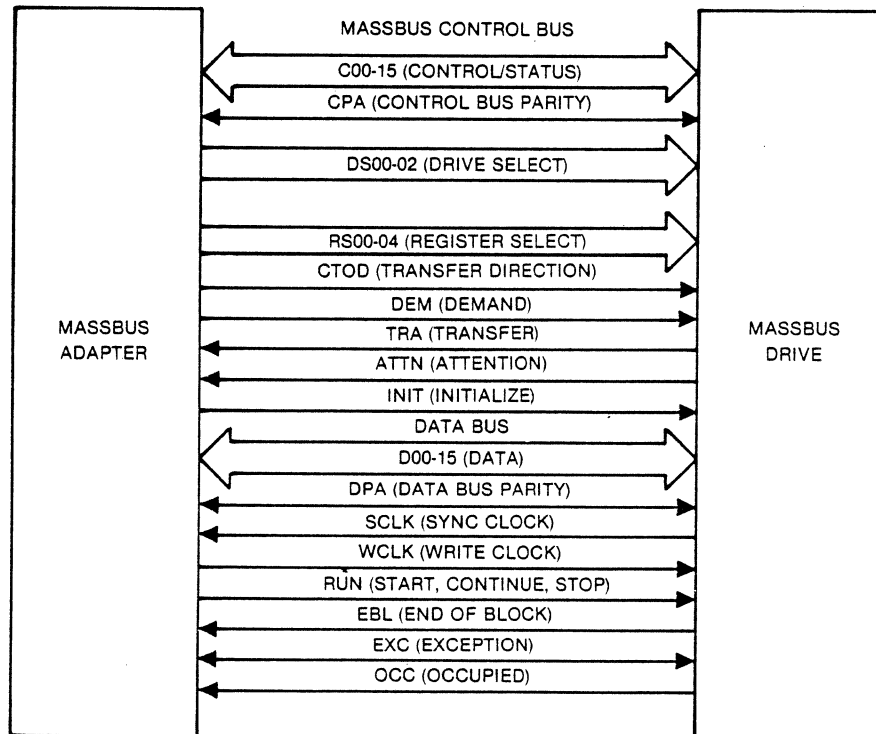 MASSBUS CONTROL BUS
C00-15 (CONTROL/STATUS)
CPA (CONTROL BUS PARITY)
DS00-02 (DRIVE SELECT)
RS00-04 (REGISTER SELECT)
CTOD (TRANSFER DIRECTION)
DEM (DEMAND)
MASSBUS
ADAPTER
TRA (TRANSFER)
MASSBUS
DRIVE
ATTN (ATTENTION)
INIT (INITIALIZE)
DATA BUS
D00-15 (DATA)
DPA (DATA BUS PARITY)
SCLK (SYNC CLOCK)
WCLK (WRITE CLOCK)
RUN (START, CONTINUE, STOP)
EBL (END OF BLOCK)
EXC (EXCEPTION)
OCC (OCCUPIED)